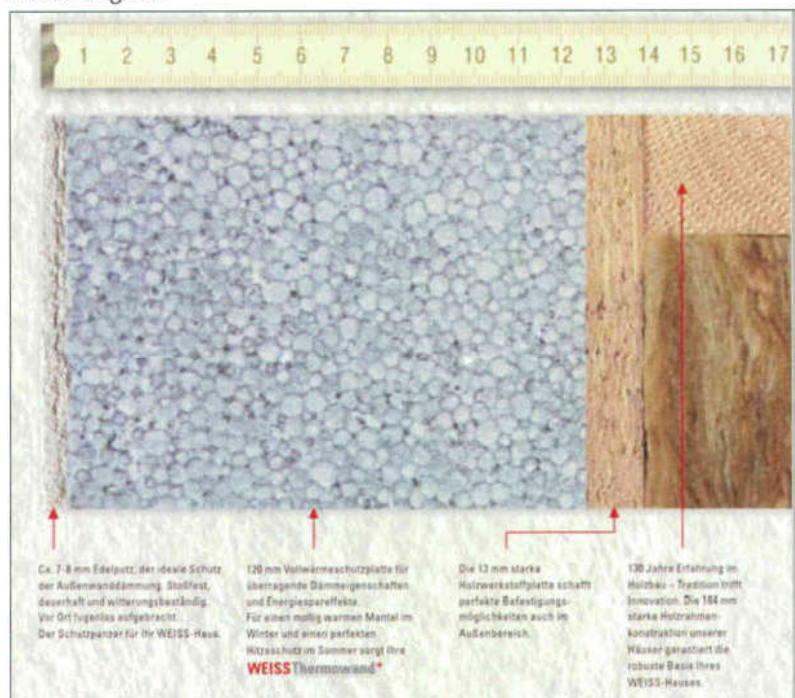 1 2 3 4 5 6 7 8 9 10 11 12 13 14 15 16 17
Ca. 7-8 mm Edelputz, der ideale Schutz
der Außenwanddämmung. Stoßfest,
dauerhaft und witterungsbeständig.
Vor Ort fugenlos aufgebracht.
Der Schutzpanzer für Ihr WEISS-Haus.
120 mm Vollwärmeschutzplatte für
überragende Dämmeigenschaften
und Energiespareffekte.
Für einen mollig warmen Mantel im
Winter und einen perfekten
Hitzeschutz im Sommer sorgt Ihre
WEISSThermowand*
Die 13 mm starke
Holzwerkstoffplatte schafft
perfekte Befestigungs-
möglichkeiten auch im
Außenbereich.
130 Jahre Erfahrung im
Holzbau – Tradition trifft
Innovation. Die 164 mm
starke Holzrahmen-
konstruktion unserer
Häuser garantiert die
robuste Basis Ihres
WEISS-Hauses.